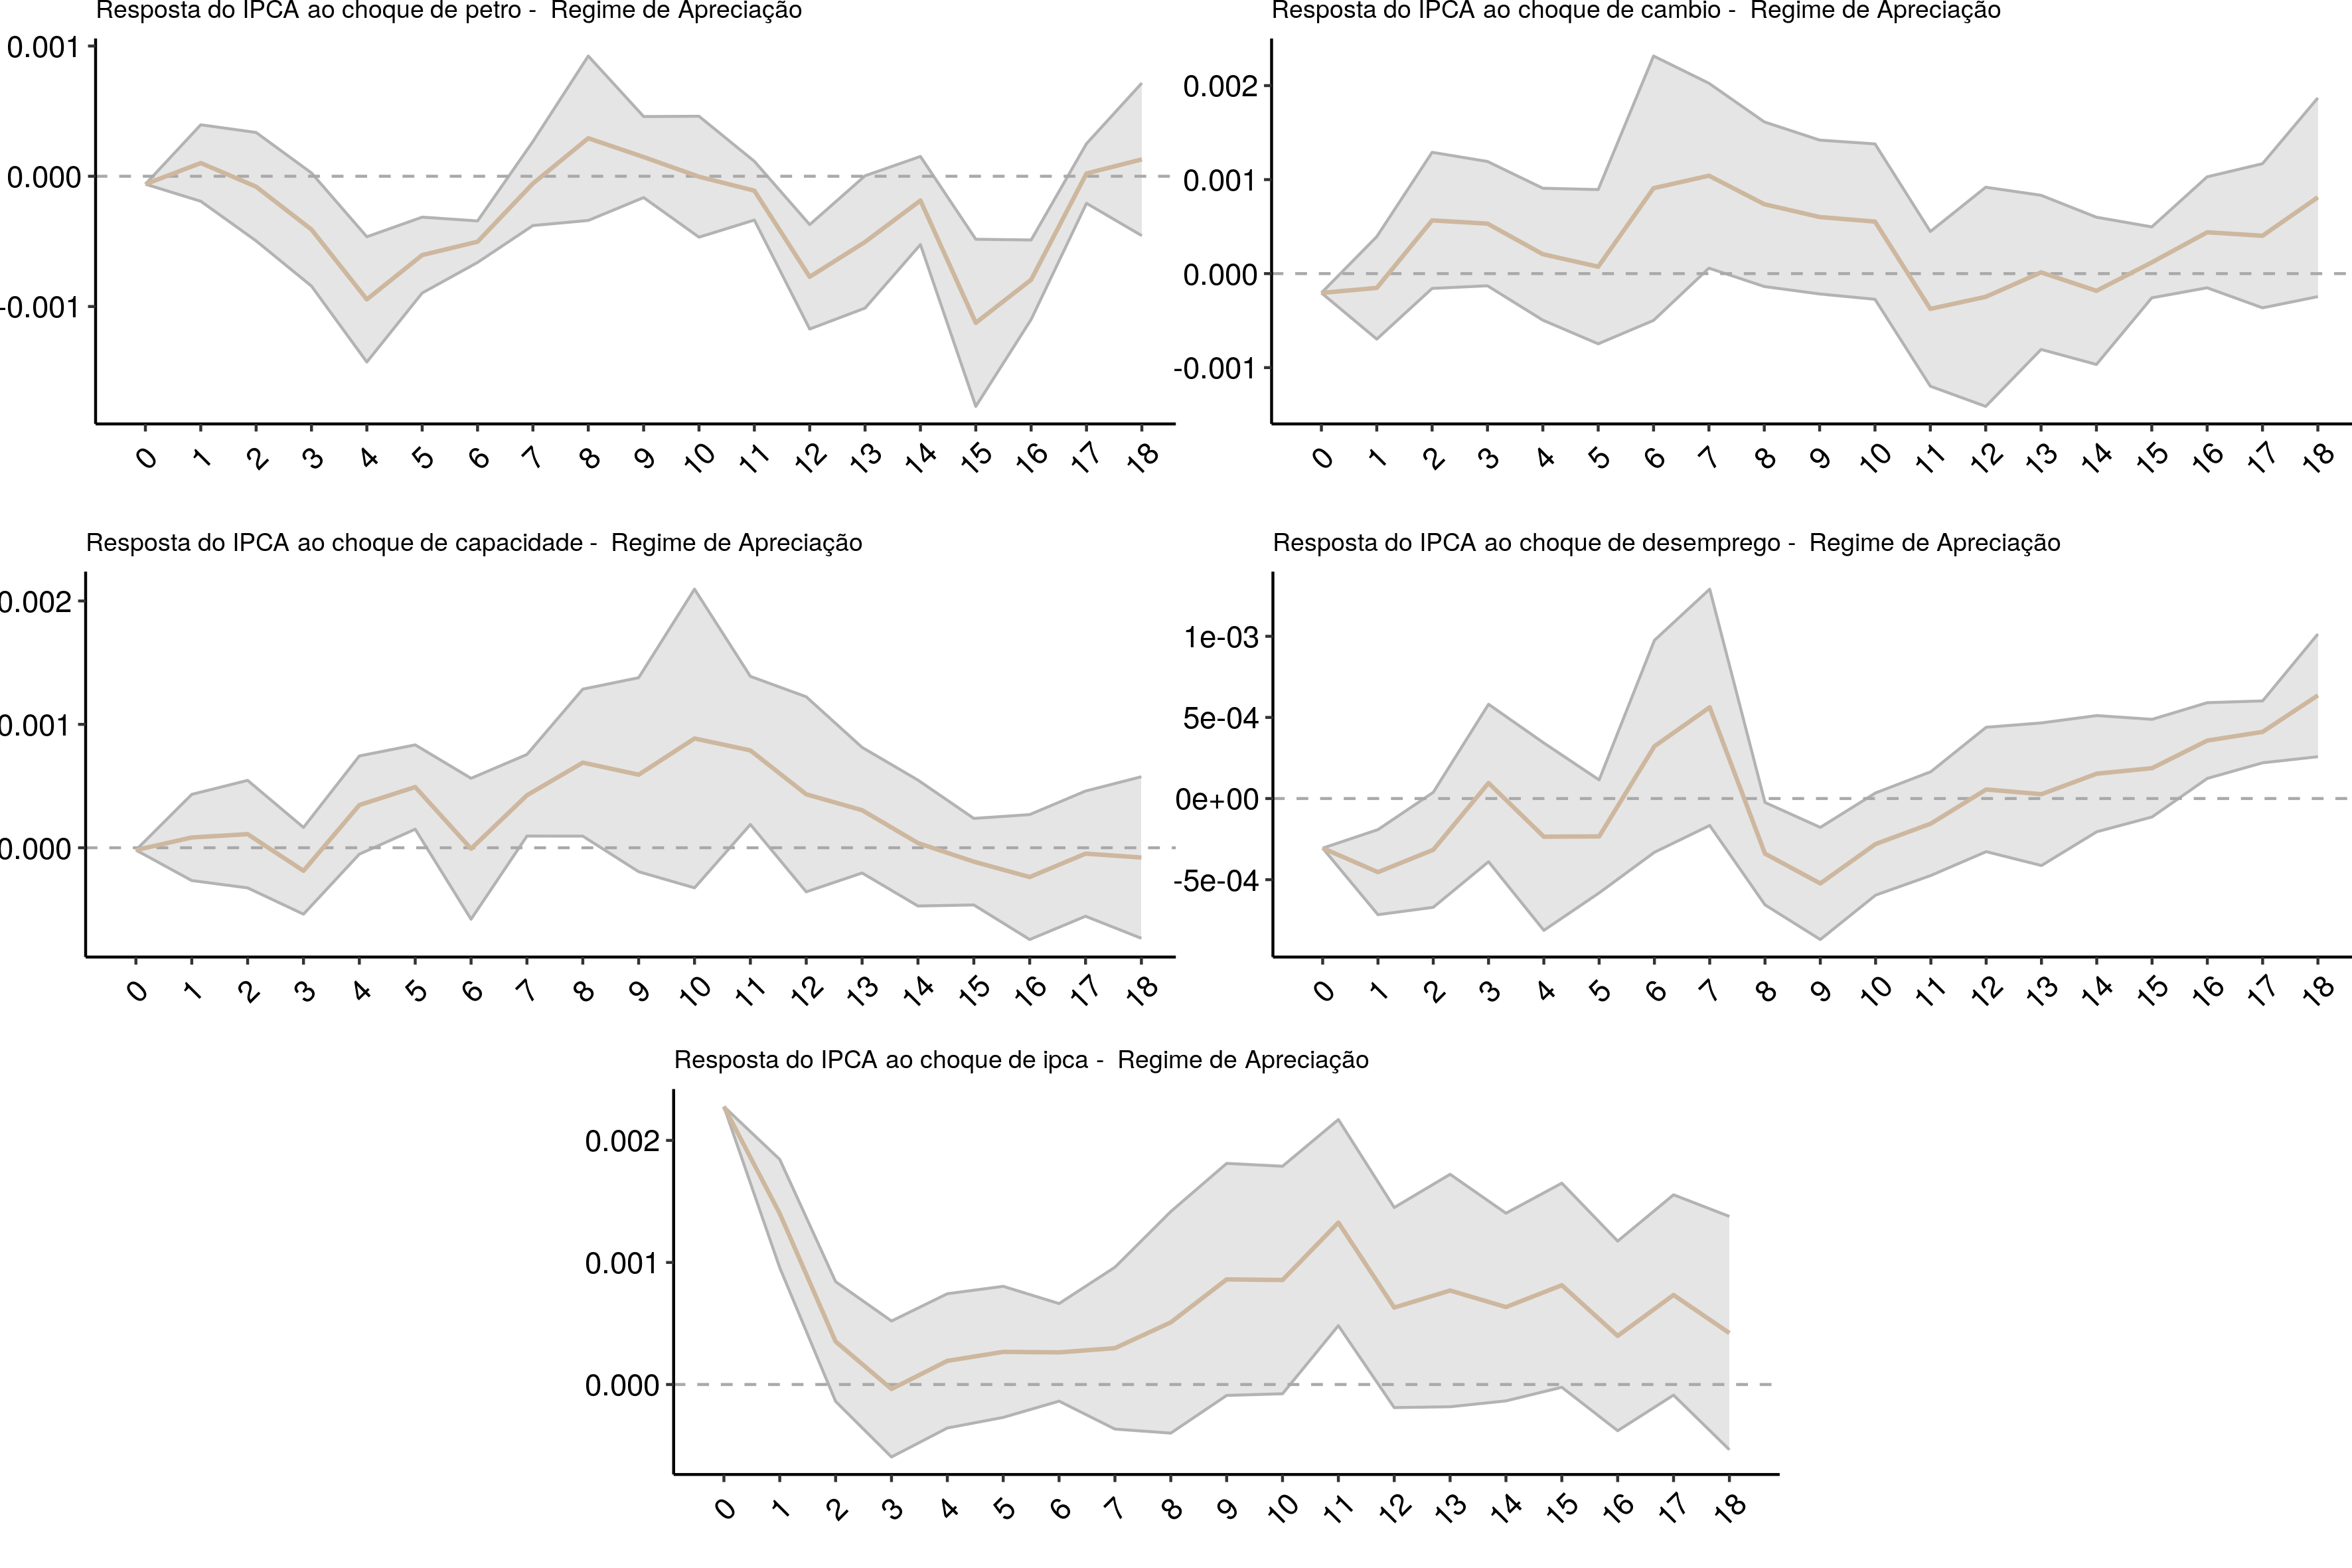 Resposta do IPCA ao choque de petro -  Regime de Apreciação
0.001
0.000
-0.001
0 1 2 3 4 5 6 7 8 9 10 11 12 13 14 15 16 17 18
Resposta do IPCA ao choque de cambio -  Regime de Apreciação
0.002
0.001
0.000
-0.001
0 1 2 3 4 5 6 7 8 9 10 11 12 13 14 15 16 17 18
Resposta do IPCA ao choque de capacidade -  Regime de Apreciação
0.002
0.001
0.000
0 1 2 3 4 5 6 7 8 9 10 11 12 13 14 15 16 17 18
Resposta do IPCA ao choque de desemprego -  Regime de Apreciação
1e-03
5e-04
0e+00
-5e-04
0 1 2 3 4 5 6 7 8 9 10 11 12 13 14 15 16 17 18
Resposta do IPCA ao choque de ipca -  Regime de Apreciação
0.002
0.001
0.000
0 1 2 3 4 5 6 7 8 9 10 11 12 13 14 15 16 17 18